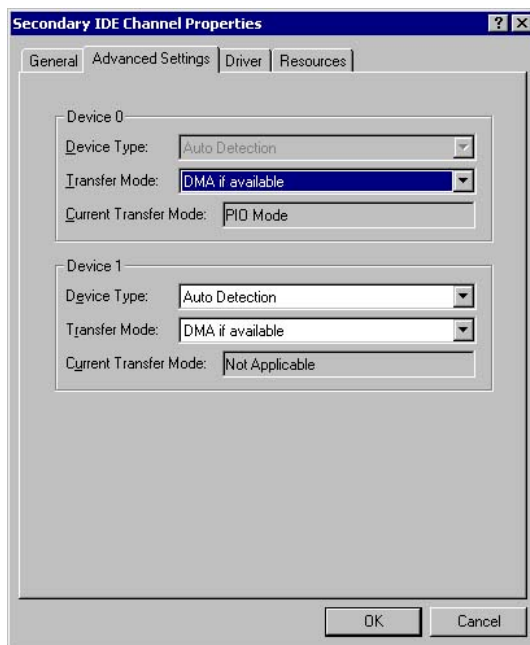 Secondary IDE Channel Properties
General Advanced Settings Driver Resources
Device 0
Device Type: Auto Detection
Transfer Mode: DMA if available
Current Transfer Mode: PIO Mode
Device 1
Device Type: Auto Detection
Transfer Mode: DMA if available
Current Transfer Mode: Not Applicable
OK Cancel